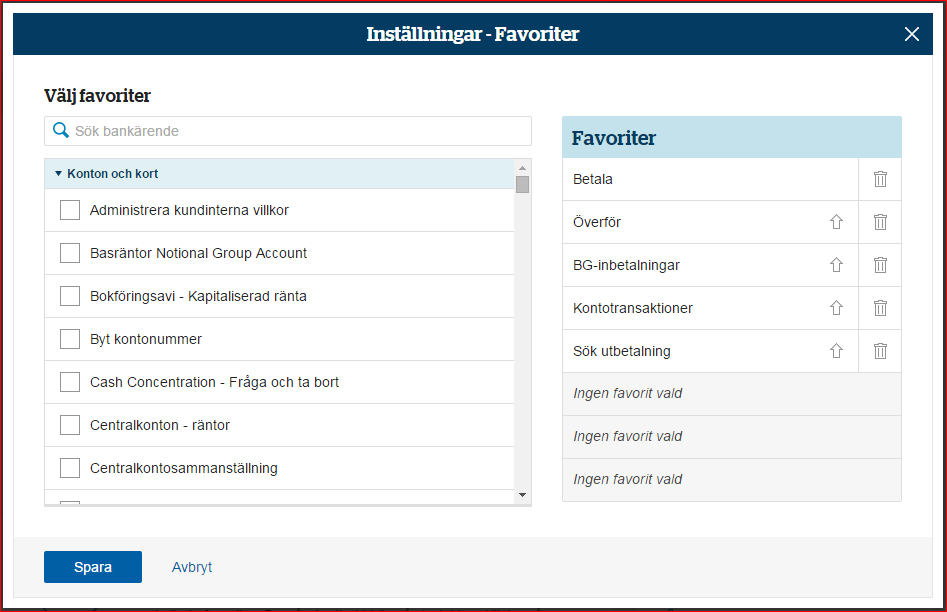 Inställningar - Favoriter
Välj favoriter
Sök bankärende
Konton och kort
Administrera kundinterna villkor
Basräntor Notional Group Account
Bokföringsavi - Kapitaliserad ränta
Byt kontonummer
Cash Concentration - Fråga och ta bort
Centralkonton - räntor
Centralkontosammanställning
Favoriter
Betala
Överför
BG-inbetalningar
Kontotransaktioner
Sök utbetalning
Ingen favorit vald
Ingen favorit vald
Ingen favorit vald
Spara
Avbryt